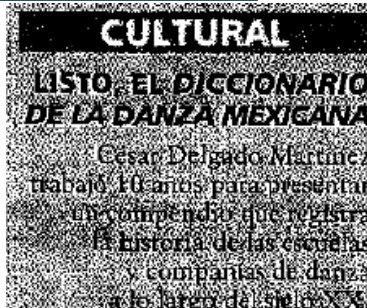 CULTURAL
LISTO, EL DICCIONARIO
DE LA DANZA MEXICANA
César Delgado Martínez
trabajó 10 años para presentar
un compendio que registra
la historia de las escuelas
y compañías de danza
a lo largo del siglo XX